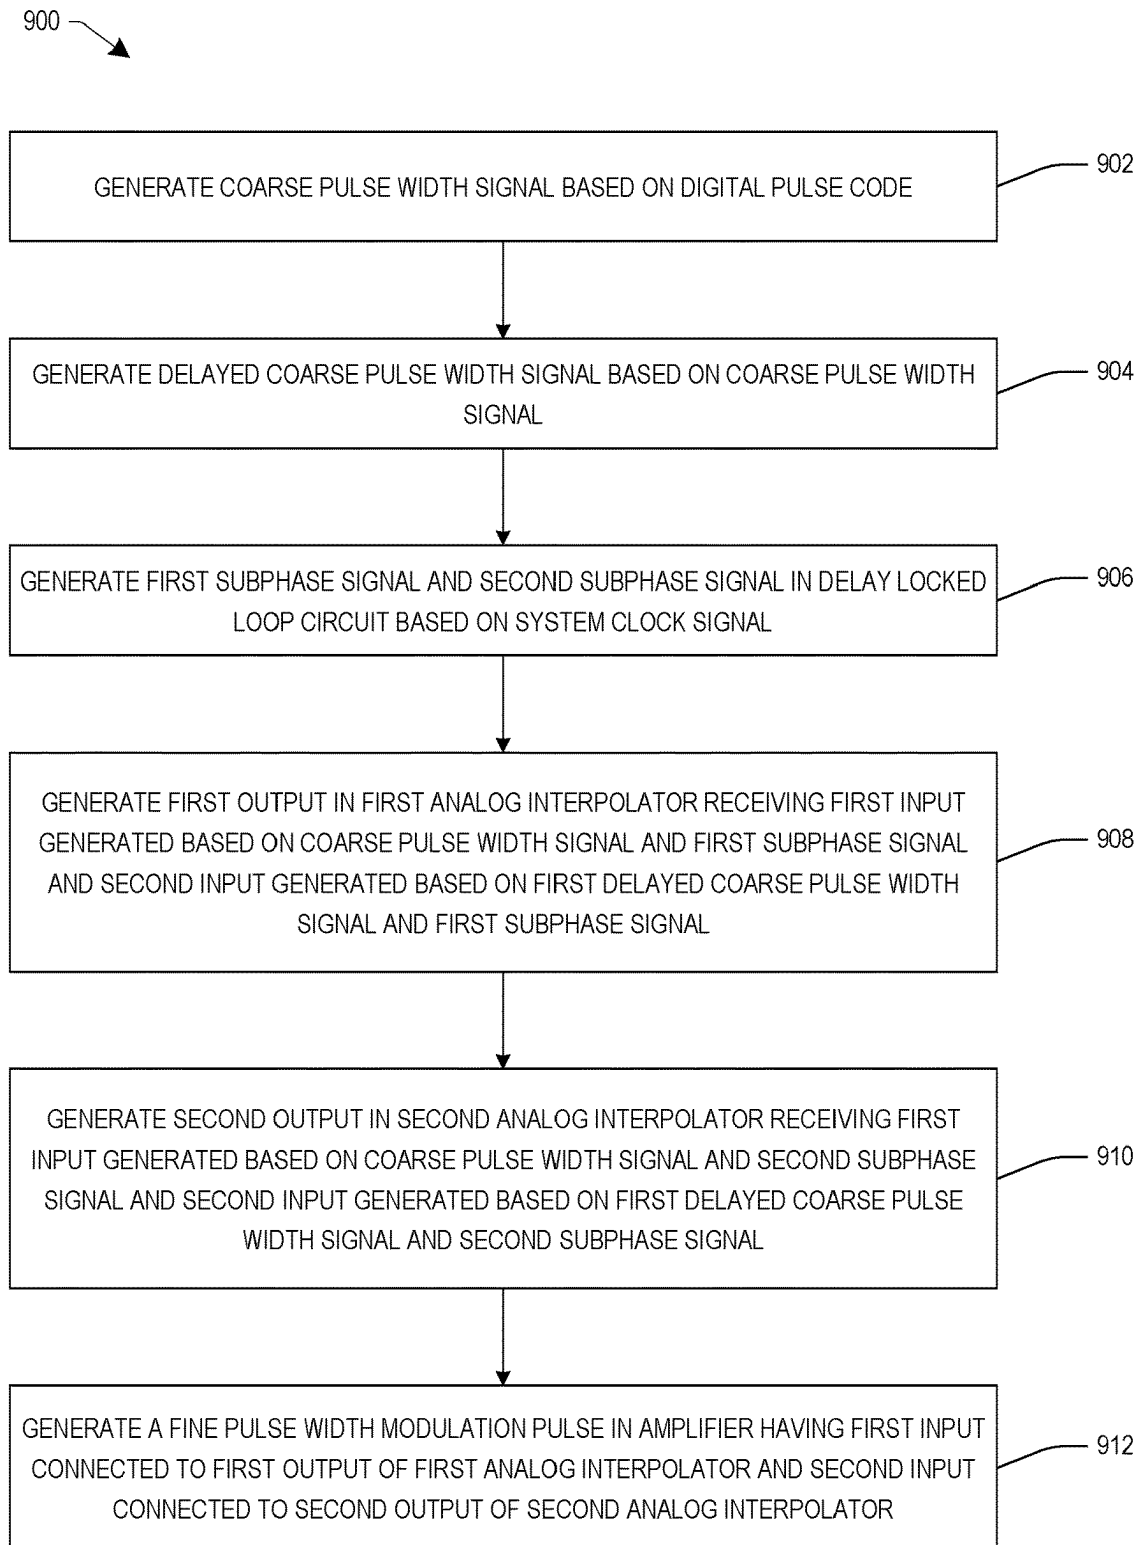 900
GENERATE COARSE PULSE WIDTH SIGNAL BASED ON DIGITAL PULSE CODE
902
GENERATE DELAYED COARSE PULSE WIDTH SIGNAL BASED ON COARSE PULSE WIDTH
SIGNAL
904
GENERATE FIRST SUBPHASE SIGNAL AND SECOND SUBPHASE SIGNAL IN DELAY LOCKED
LOOP CIRCUIT BASED ON SYSTEM CLOCK SIGNAL
906
GENERATE FIRST OUTPUT IN FIRST ANALOG INTERPOLATOR RECEIVING FIRST INPUT
GENERATED BASED ON COARSE PULSE WIDTH SIGNAL AND FIRST SUBPHASE SIGNAL
AND SECOND INPUT GENERATED BASED ON FIRST DELAYED COARSE PULSE WIDTH
SIGNAL AND FIRST SUBPHASE SIGNAL
908
GENERATE SECOND OUTPUT IN SECOND ANALOG INTERPOLATOR RECEIVING FIRST
INPUT GENERATED BASED ON COARSE PULSE WIDTH SIGNAL AND SECOND SUBPHASE
SIGNAL AND SECOND INPUT GENERATED BASED ON FIRST DELAYED COARSE PULSE
WIDTH SIGNAL AND SECOND SUBPHASE SIGNAL
910
GENERATE A FINE PULSE WIDTH MODULATION PULSE IN AMPLIFIER HAVING FIRST INPUT
CONNECTED TO FIRST OUTPUT OF FIRST ANALOG INTERPOLATOR AND SECOND INPUT
CONNECTED TO SECOND OUTPUT OF SECOND ANALOG INTERPOLATOR
912